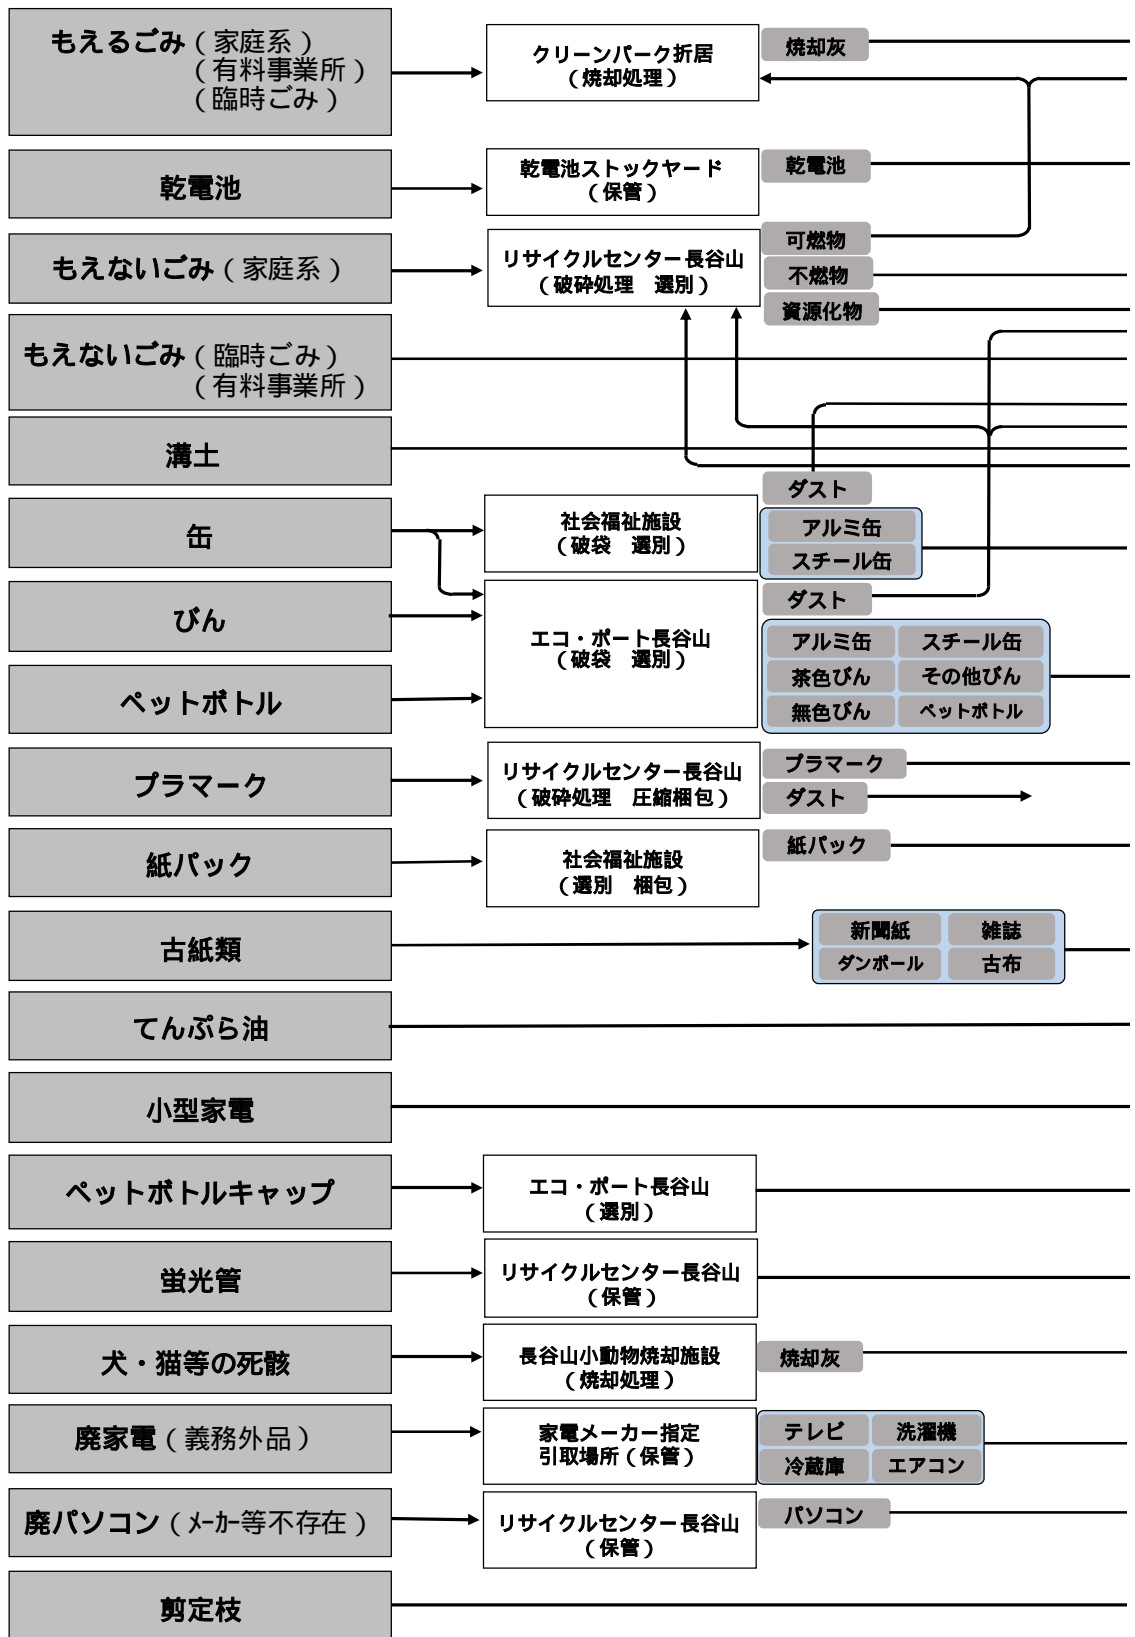 もえるごみ（家庭系）
（有料事業所）
（臨時ごみ）
クリーンパーク折居
（焼却処理）
焼却灰
乾電池
乾電池ストックヤード
（保管）
乾電池
もえないごみ（家庭系）
リサイクルセンター長谷山
（破砕処理　選別）
可燃物
不燃物
資源化物
もえないごみ（臨時ごみ）
（有料事業所）
溝土
缶
社会福祉施設
（破袋　選別）
ダスト
アルミ缶
スチール缶
びん
ペットボトル
エコ・ポート長谷山
（破袋　選別）
ダスト
アルミ缶　スチール缶
茶色びん　その他びん
無色びん　ペットボトル
プラマーク
リサイクルセンター長谷山
（破砕処理　圧縮梱包）
プラマーク
ダスト
紙パック
社会福祉施設
（選別　梱包）
紙パック
古紙類
新聞紙　雑誌
ダンボール　古布
てんぷら油
小型家電
ペットボトルキャップ
エコ・ポート長谷山
（選別）
蛍光管
リサイクルセンター長谷山
（保管）
犬・猫等の死骸
長谷山小動物焼却施設
（焼却処理）
焼却灰
廃家電（義務外品）
家電メーカー指定
引取場所（保管）
テレビ　洗濯機
冷蔵庫　エアコン
廃パソコン（ﾒｰｶｰ等不存在）
リサイクルセンター長谷山
（保管）
パソコン
剪定枝